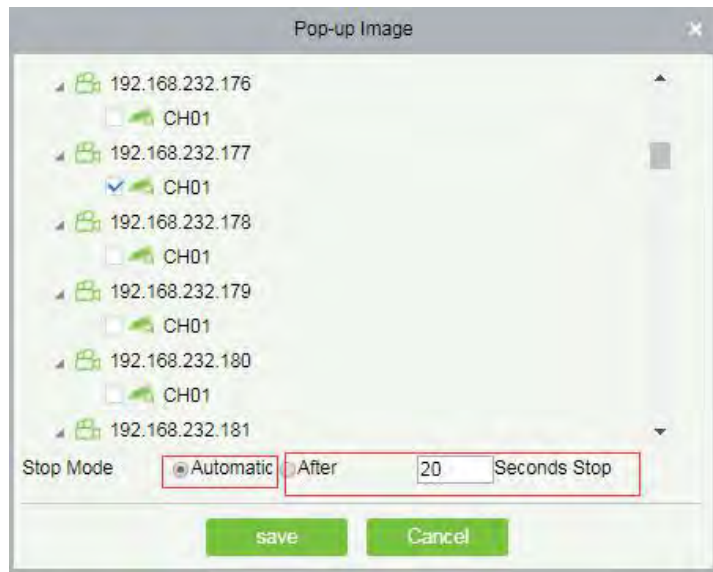 Pop-up Image
192.168.232.176
CH01
192.168.232.177
CH01
192.168.232.178
CH01
192.168.232.179
CH01
192.168.232.180
CH01
192.168.232.181
Stop Mode Automatic After 20 Seconds Stop
save Cancel